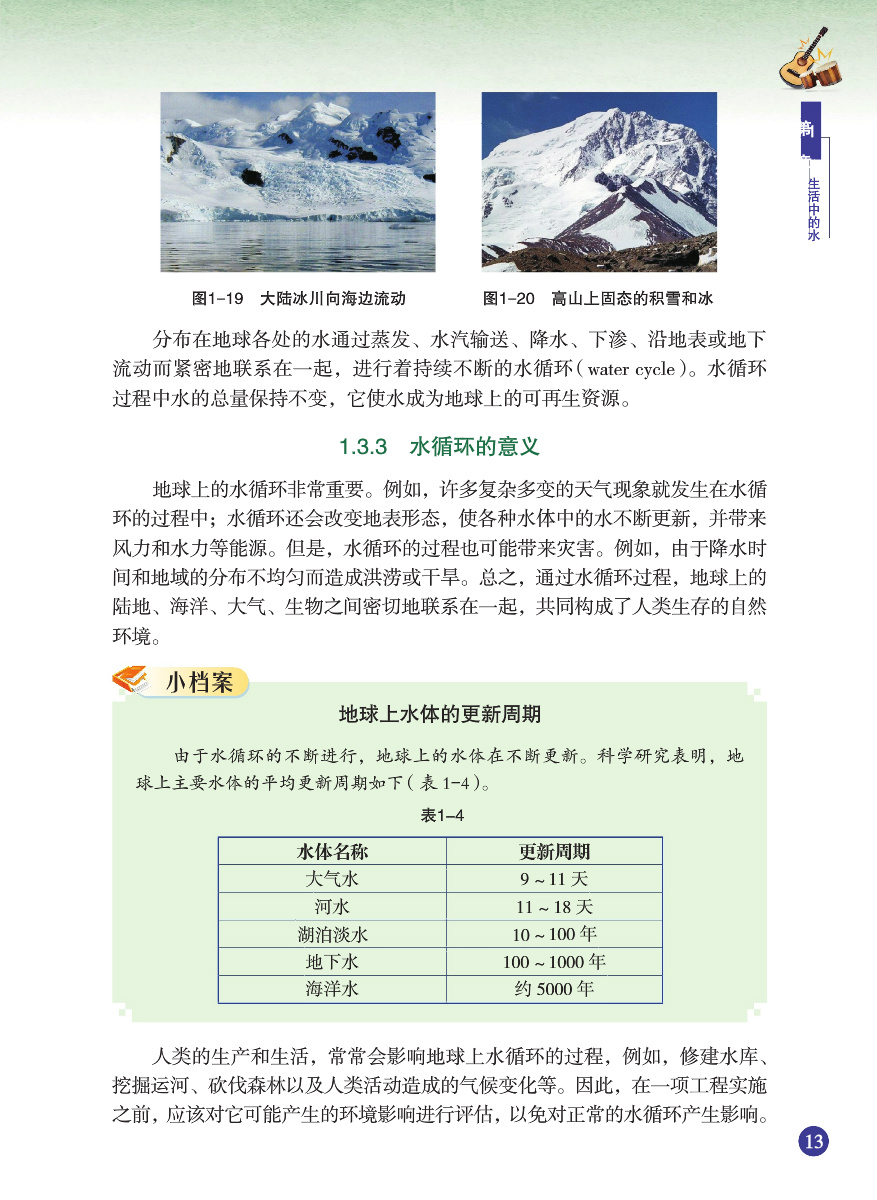 第1
生活中的水
图1-19 大陆冰川向海边流动
图1-20 高山上固态的积雪和冰
分布在地球各处的水通过蒸发、水汽输送、降水、下渗、沿地表或地下
流动而紧密地联系在一起，进行着持续不断的水循环（water cycle）。水循环
过程中水的总量保持不变，它使水成为地球上的可再生资源。
1.3.3 水循环的意义
地球上的水循环非常重要。例如，许多复杂多变的天气现象就发生在水循
环的过程中；水循环还会改变地表形态，使各种水体中的水不断更新，并带来
风力和水力等能源。但是，水循环的过程也可能带来灾害。例如，由于降水时
间和地域的分布不均匀而造成洪涝或干旱。总之，通过水循环过程，地球上的
陆地、海洋、大气、生物之间密切地联系在一起，共同构成了人类生存的自然
环境。
小档案
地球上水体的更新周期
由于水循环的不断进行，地球上的水体在不断更新。科学研究表明，地
球上主要水体的平均更新周期如下（表1-4）。
表1-4
水体名称 更新周期
大气水 9~11天
河水 11~18天
湖泊淡水 10~100年
地下水 100~1000年
海洋水 约5000年
人类的生产和生活，常常会影响地球上水循环的过程，例如，修建水库、
挖掘运河、砍伐森林以及人类活动造成的气候变化等。因此，在一项工程实施
之前，应该对它可能产生的环境影响进行评估，以免对正常的水循环产生影响。
13